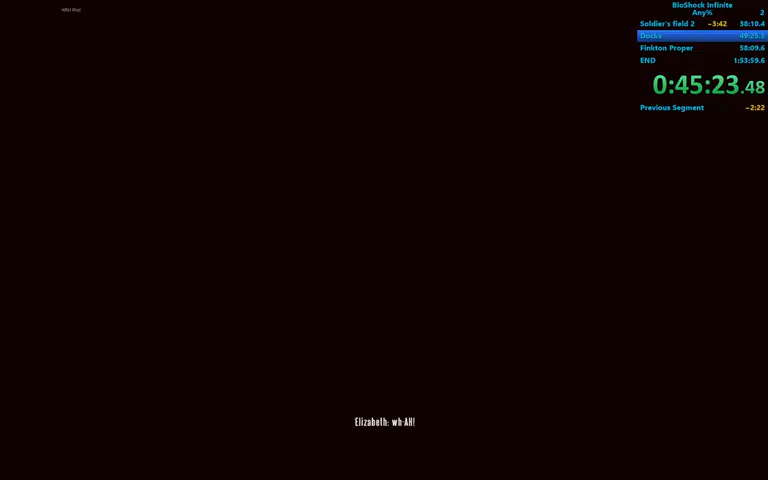 BioShock Infinite
Any% 2
Soldier's field 2 −3:42 38:10.4
Docks 49:25.3
Finkton Proper 58:09.6
END 1:53:59.6
0:45:23.48
Previous Segment −2:22
Elizabeth: wh-AH!